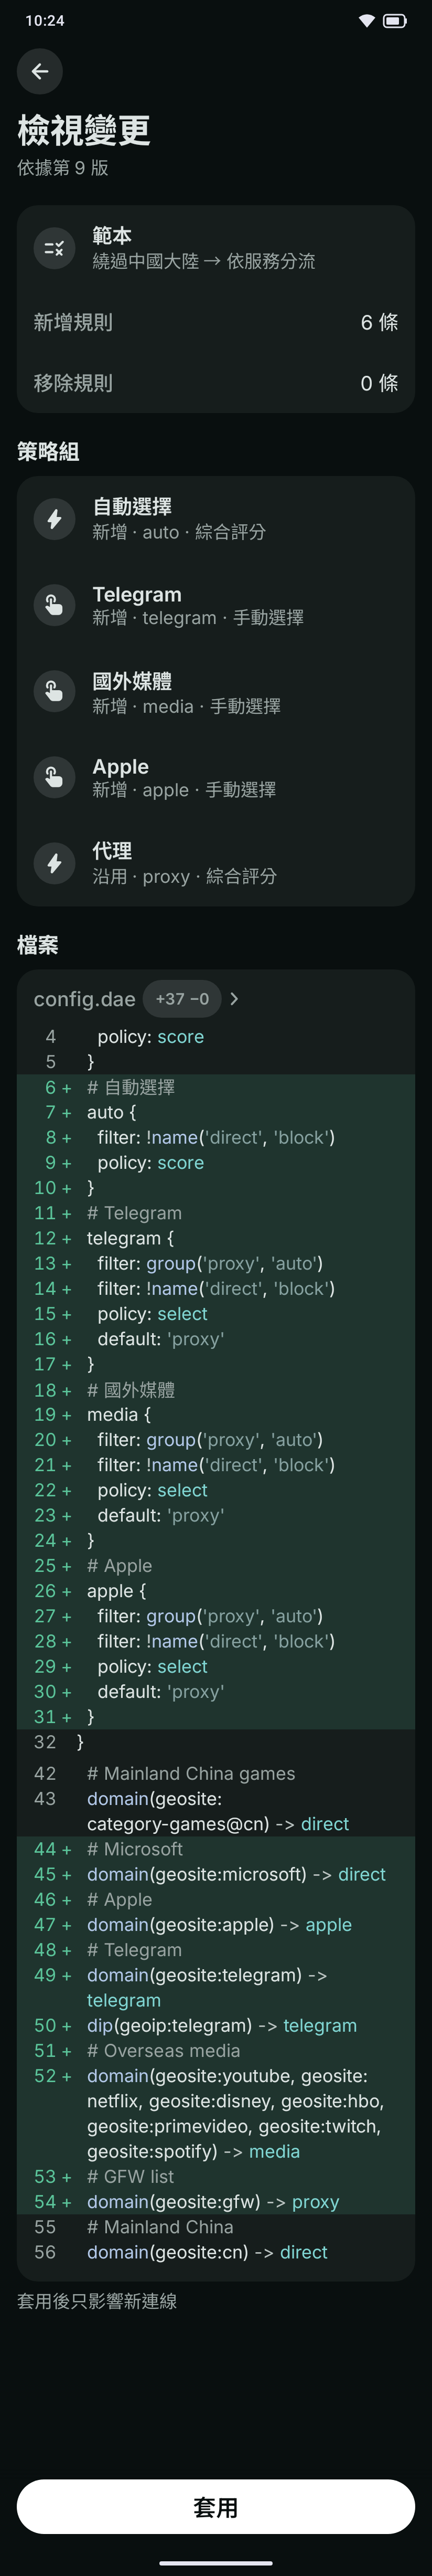 10:24
檢視變更
依據第 9 版
範本
繞過中國大陸 → 依服務分流
新增規則 6 條
移除規則 0 條
策略組
自動選擇
新增 · auto · 綜合評分
Telegram
新增 · telegram · 手動選擇
國外媒體
新增 · media · 手動選擇
Apple
新增 · apple · 手動選擇
代理
沿用 · proxy · 綜合評分
檔案
config.dae +37 −0
4 policy: score
5 }
6 + # 自動選擇
7 + auto {
8 + filter: !name('direct', 'block')
9 + policy: score
10 + }
11 + # Telegram
12 + telegram {
13 + filter: group('proxy', 'auto')
14 + filter: !name('direct', 'block')
15 + policy: select
16 + default: 'proxy'
17 + }
18 + # 國外媒體
19 + media {
20 + filter: group('proxy', 'auto')
21 + filter: !name('direct', 'block')
22 + policy: select
23 + default: 'proxy'
24 + }
25 + # Apple
26 + apple {
27 + filter: group('proxy', 'auto')
28 + filter: !name('direct', 'block')
29 + policy: select
30 + default: 'proxy'
31 + }
32 }
42 # Mainland China games
43 domain(geosite:
category-games@cn) -> direct
44 + # Microsoft
45 + domain(geosite:microsoft) -> direct
46 + # Apple
47 + domain(geosite:apple) -> apple
48 + # Telegram
49 + domain(geosite:telegram) ->
telegram
50 + dip(geoip:telegram) -> telegram
51 + # Overseas media
52 + domain(geosite:youtube, geosite:
netflix, geosite:disney, geosite:hbo,
geosite:primevideo, geosite:twitch,
geosite:spotify) -> media
53 + # GFW list
54 + domain(geosite:gfw) -> proxy
55 # Mainland China
56 domain(geosite:cn) -> direct
套用後只影響新連線
套用